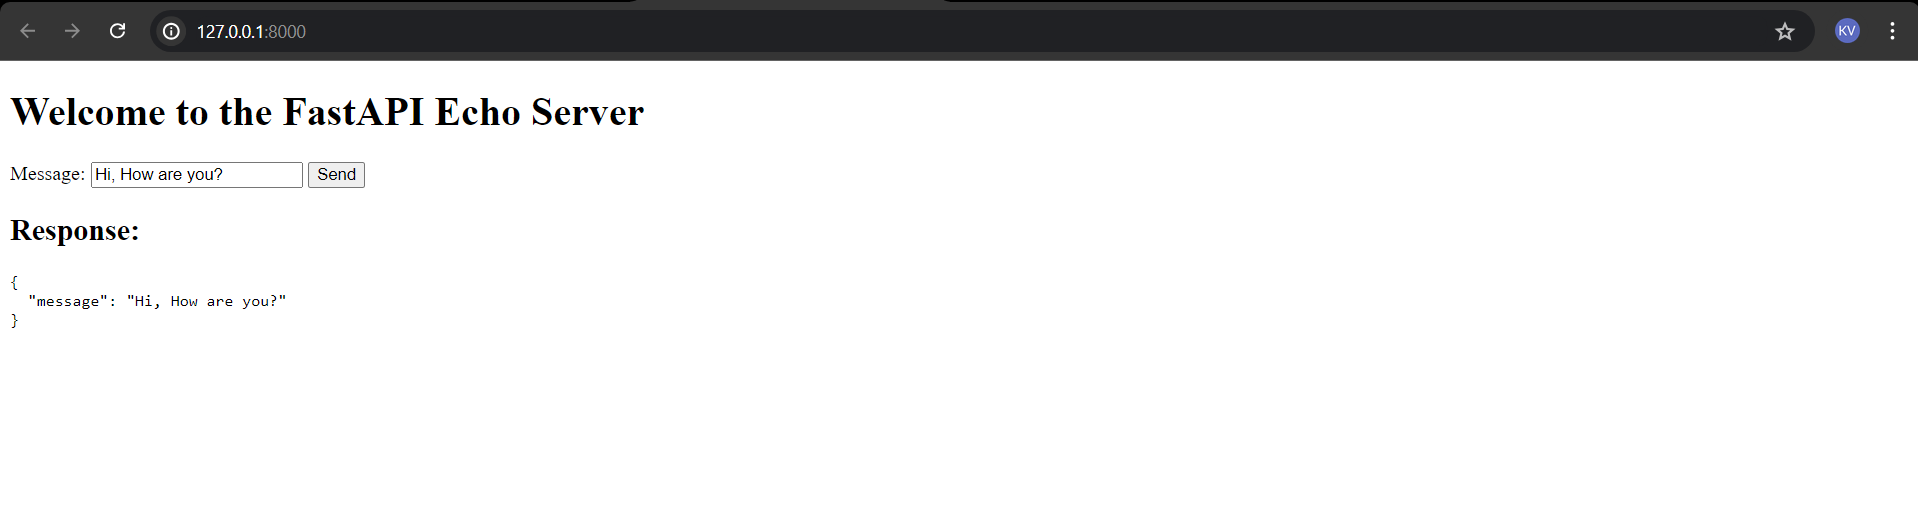 127.0.0.1:8000
KV
Welcome to the FastAPI Echo Server
Message: Hi, How are you? Send
Response:
{
  "message": "Hi, How are you?"
}